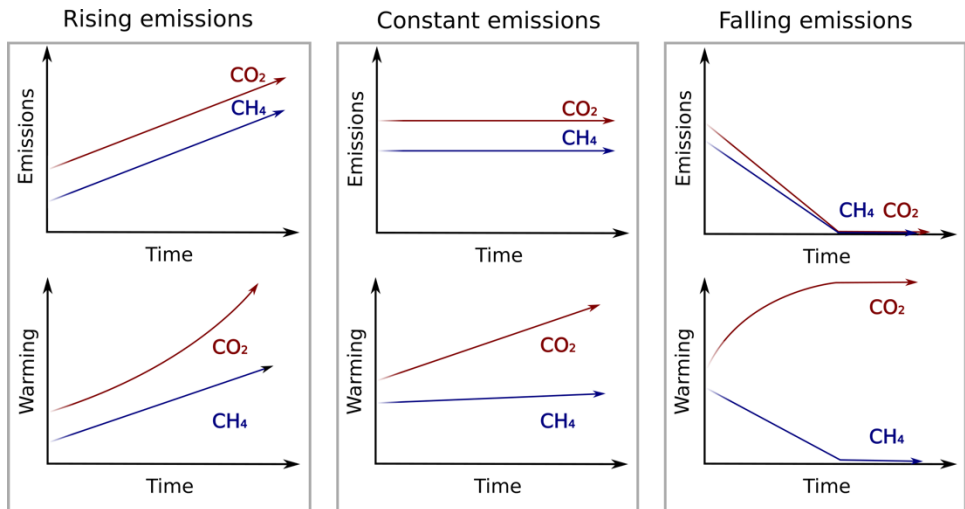 Rising emissions
Emissions
CO₂
CH₄
Time
Warming
CO₂
CH₄
Time
Constant emissions
Emissions
CO₂
CH₄
Time
Warming
CO₂
CH₄
Time
Falling emissions
Emissions
CH₄ CO₂
Time
Warming
CO₂
CH₄
Time